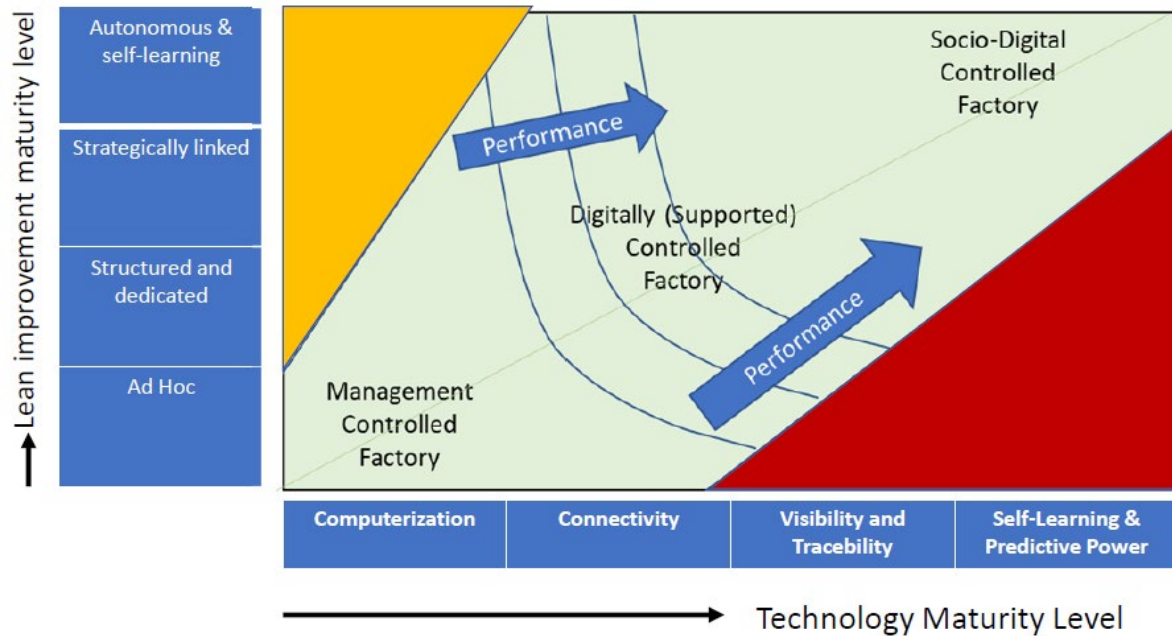 Lean improvement maturity level
Autonomous &
self-learning
Strategically linked
Structured and
dedicated
Ad Hoc
Socio-Digital
Controlled
Factory
Performance
Digitally (Supported)
Controlled
Factory
Performance
Management
Controlled
Factory
Computerization
Connectivity
Visibility and
Tracebility
Self-Learning &
Predictive Power
Technology Maturity Level